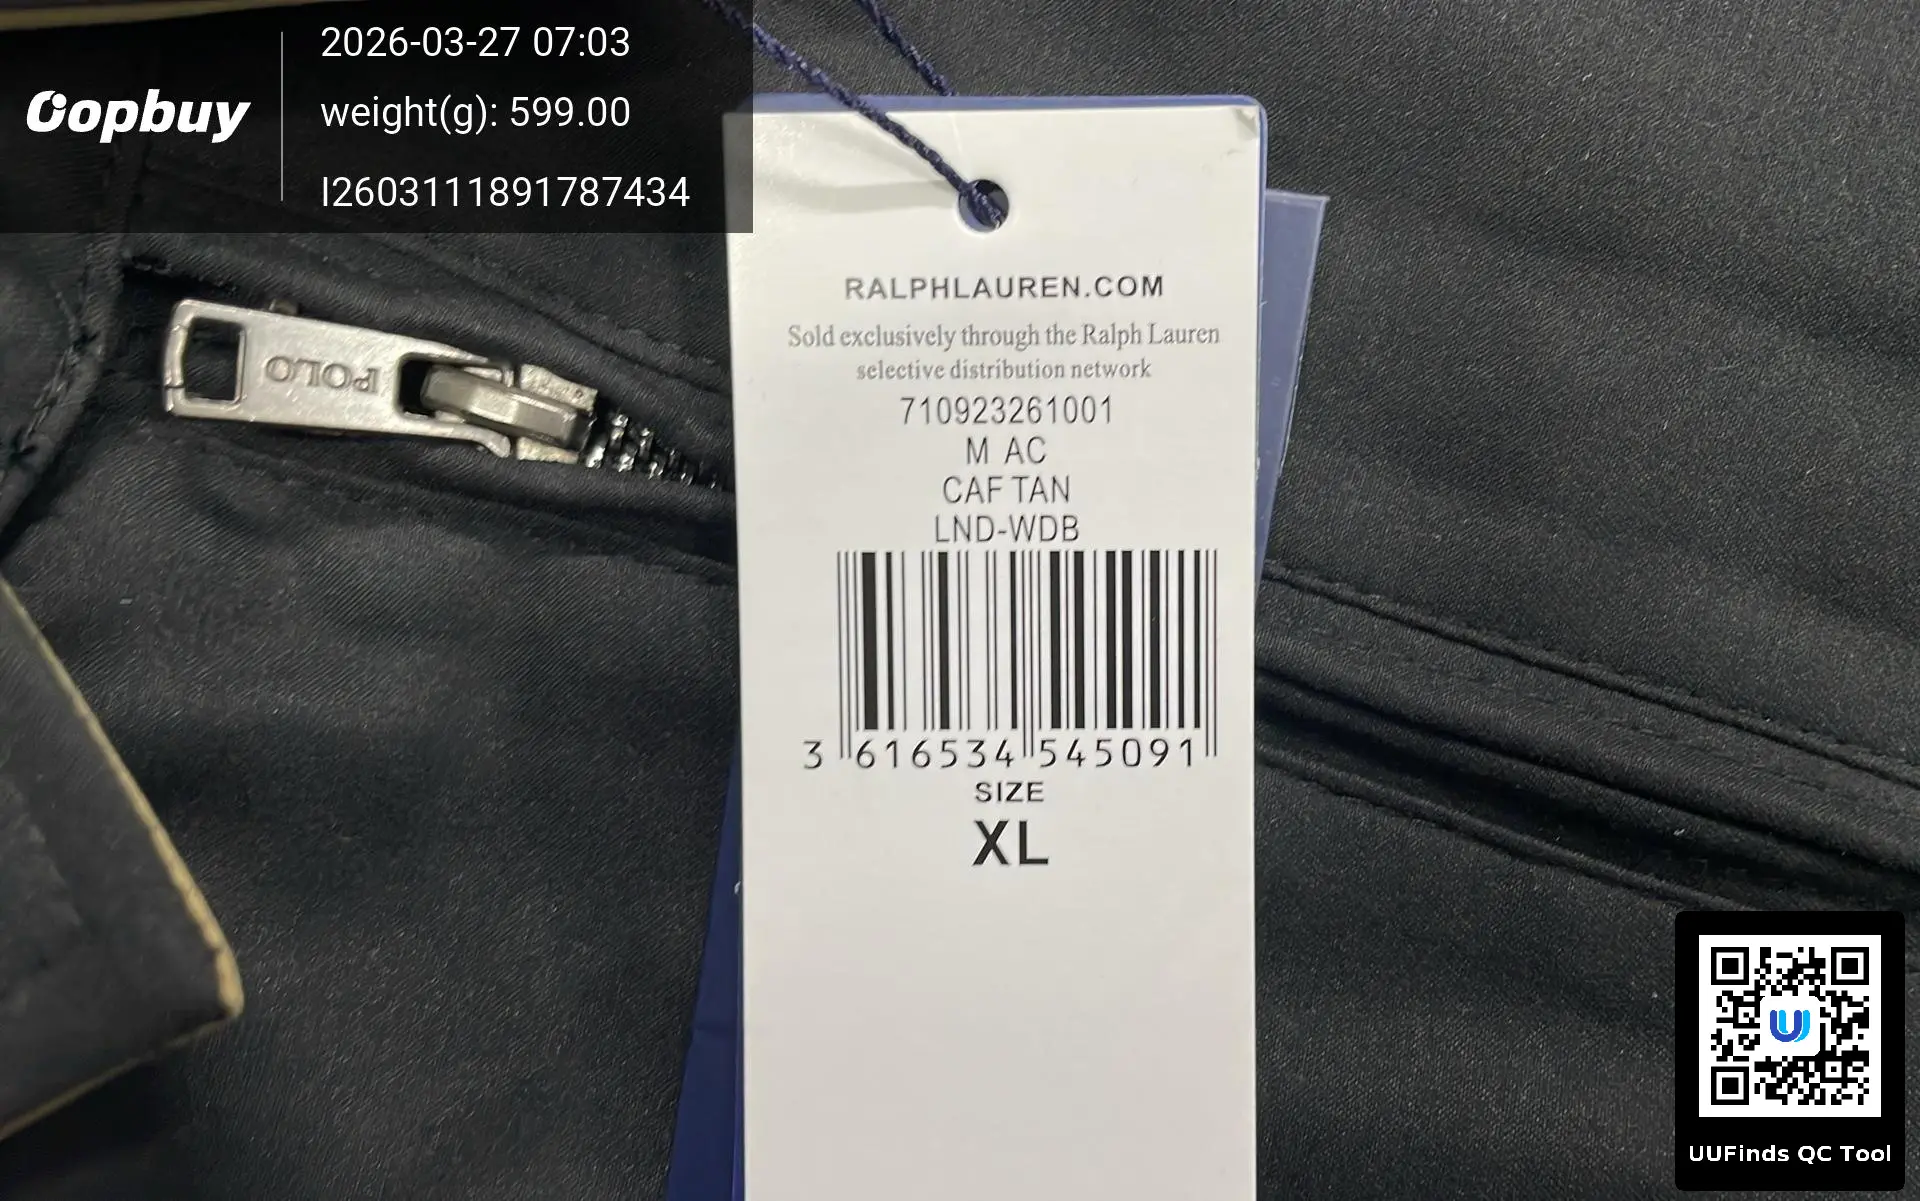 Oopbuy
2026-03-27 07:03
weight(g): 599.00
I2603111891787434
POLO
RALPHLAUREN.COM
Sold exclusively through the Ralph Lauren
selective distribution network
710923261001
M AC
CAF TAN
LND-WDB
3 616534 545091
SIZE
XL
UUFinds QC Tool